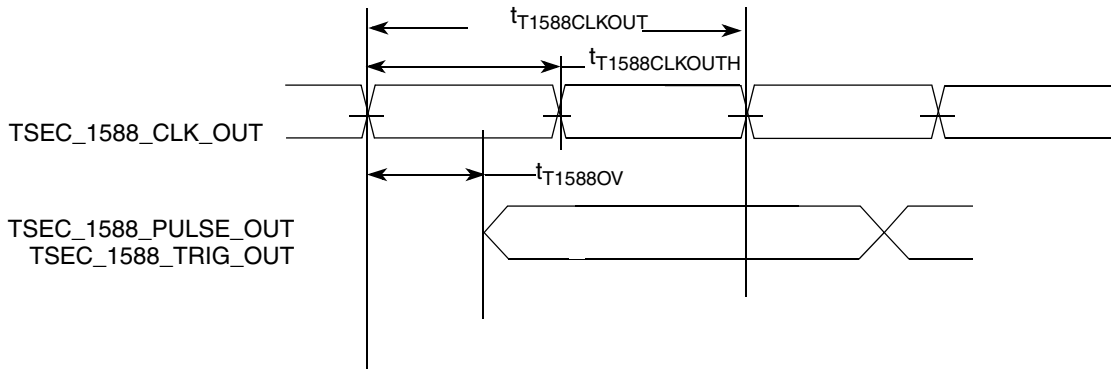 tT1588CLKOUT
tT1588CLKOUTH
TSEC_1588_CLK_OUT
tT1588OV
TSEC_1588_PULSE_OUT
TSEC_1588_TRIG_OUT